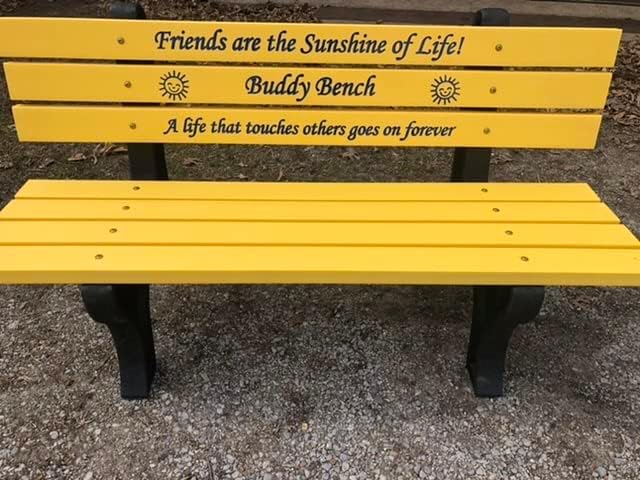 Friends are the Sunshine of Life!
Buddy Bench
A life that touches others goes on forever